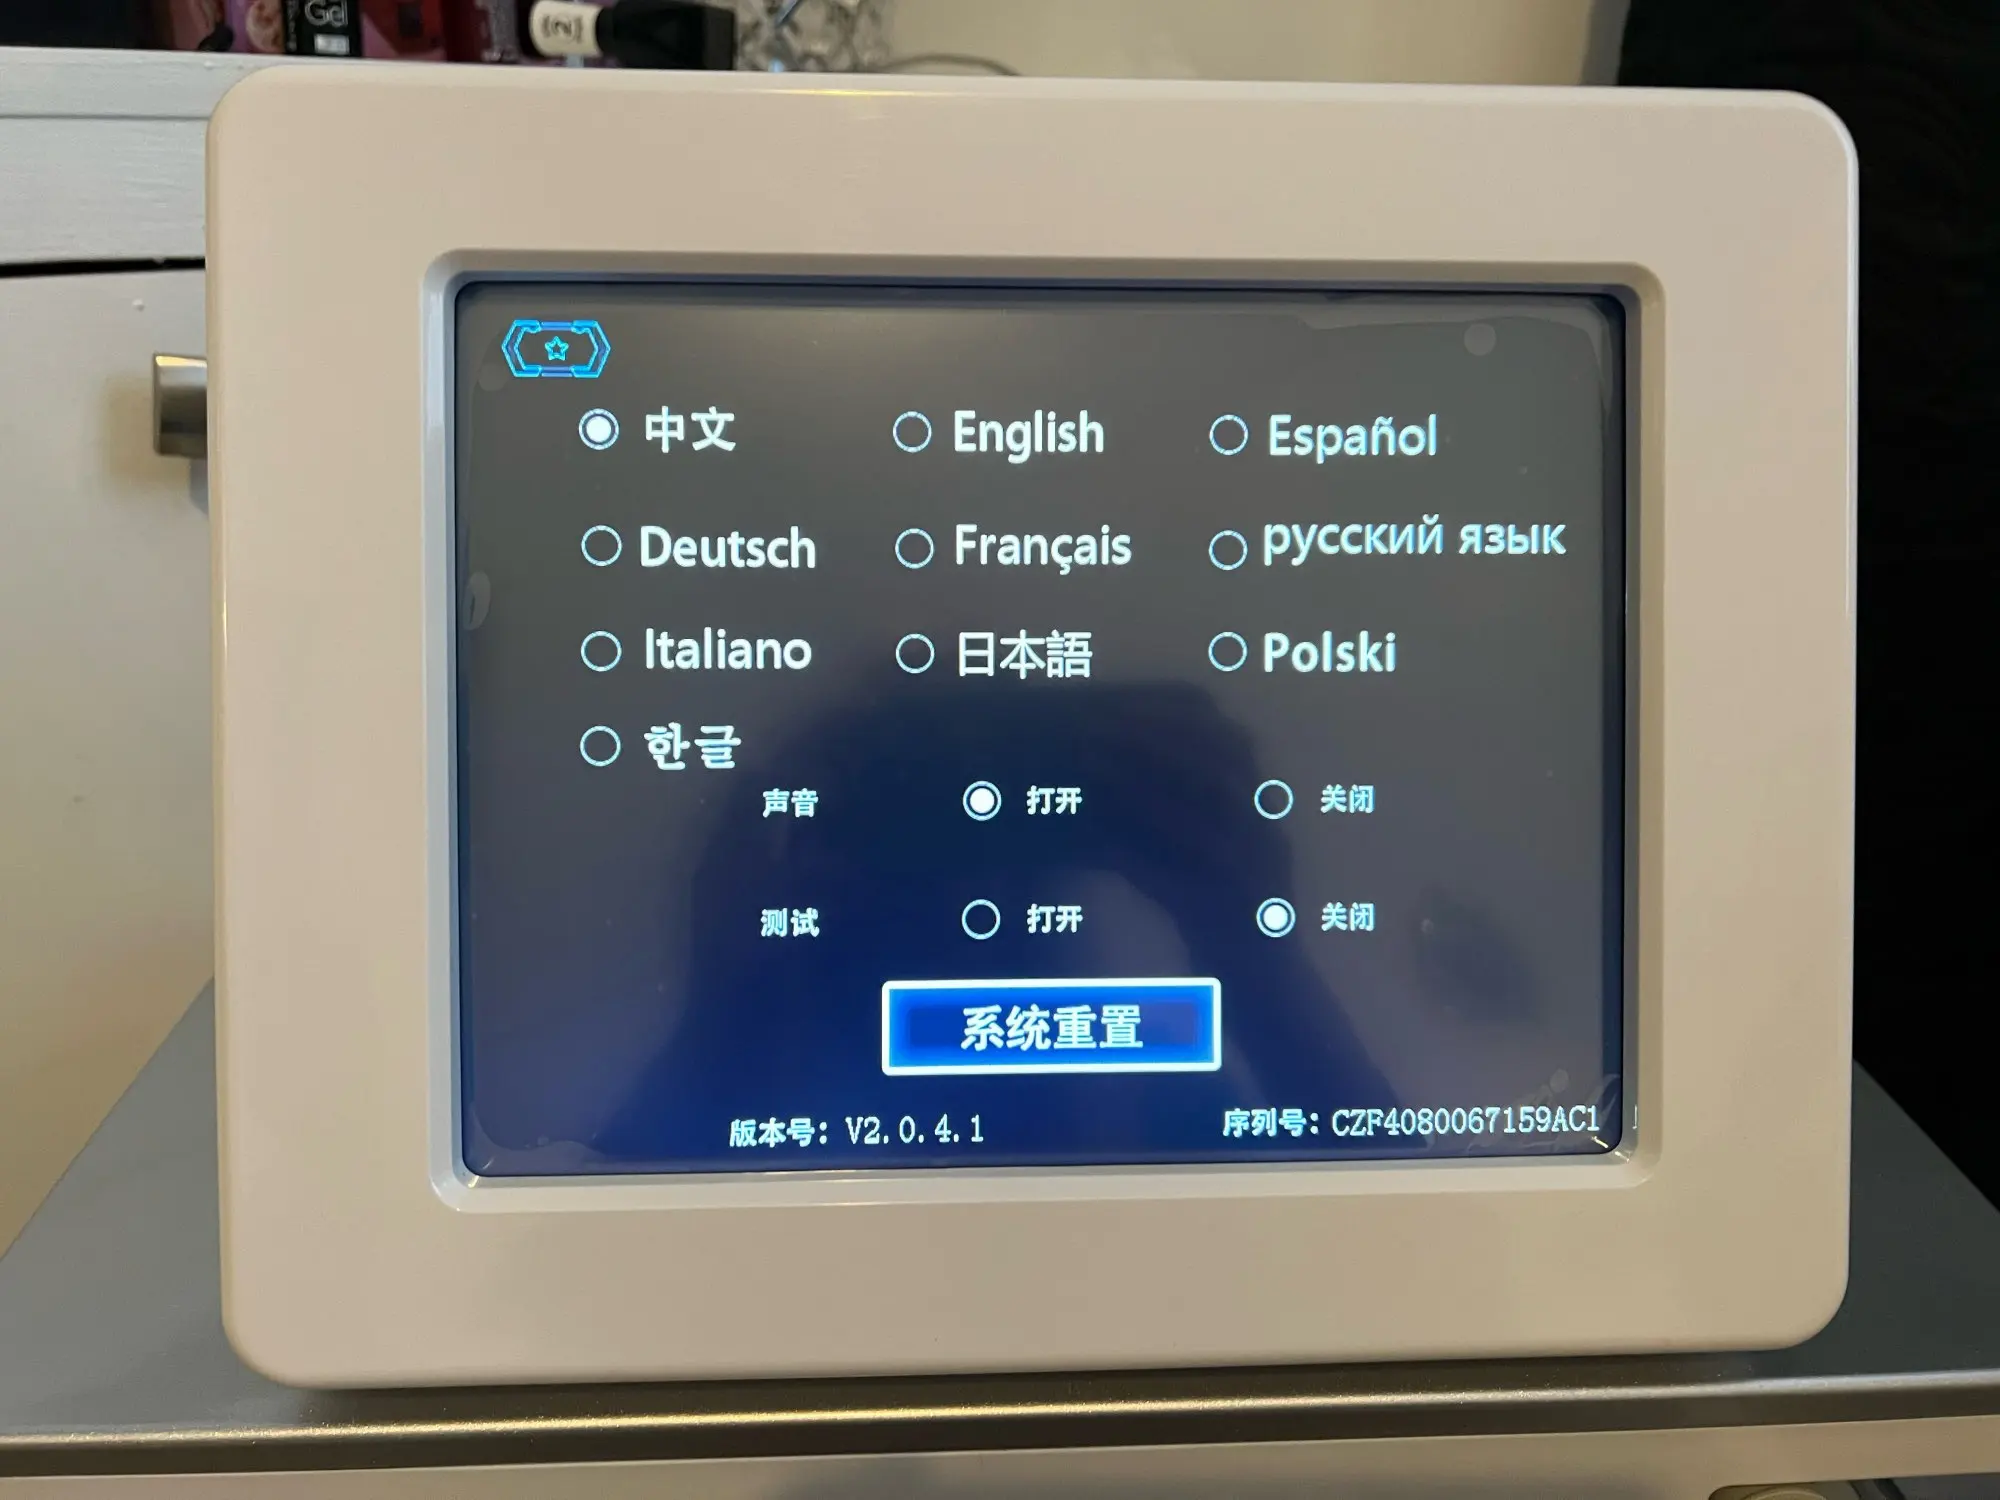 Gel
中文 English Español
Deutsch Français русский язык
Italiano 日本語 Polski
한글
声音 打开 关闭
测试 打开 关闭
系统重置
版本号: V2.0.4.1 序列号: CZF4080067159AC1